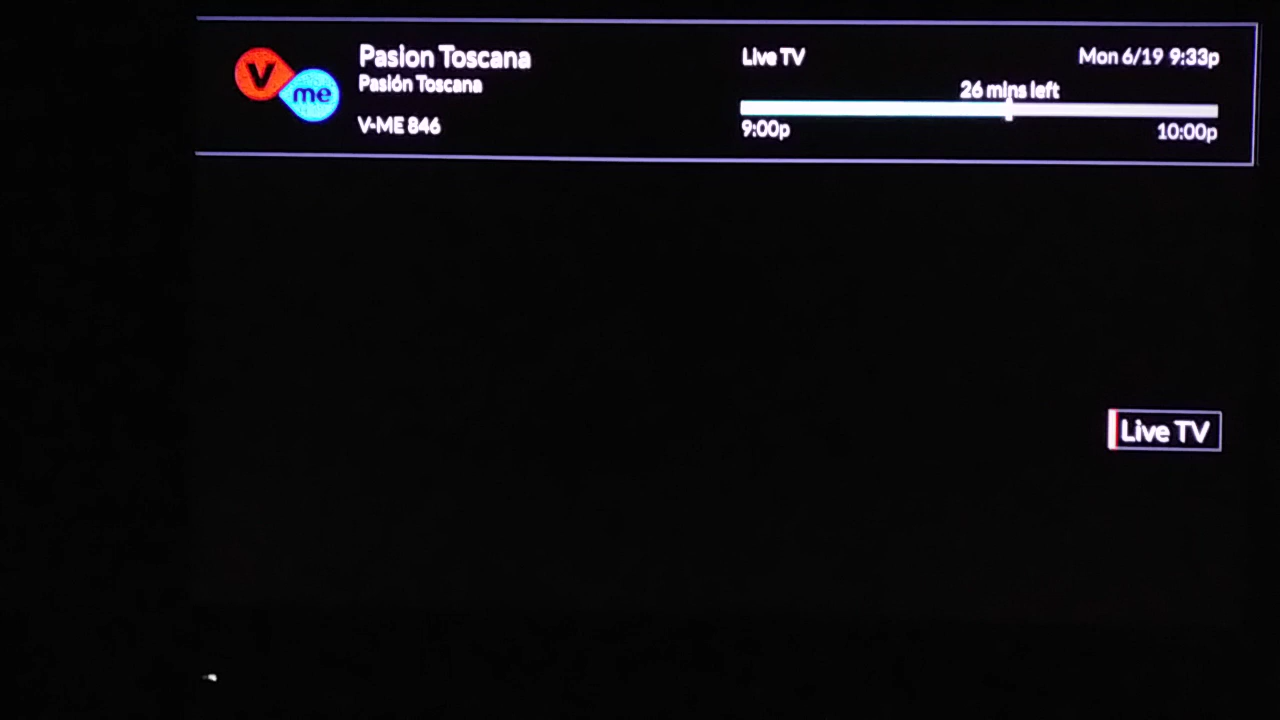 V me
Pasion Toscana
Pasión Toscana
V-ME 846
Live TV
Mon 6/19 9:33p
26 mins left
9:00p
10:00p
Live TV